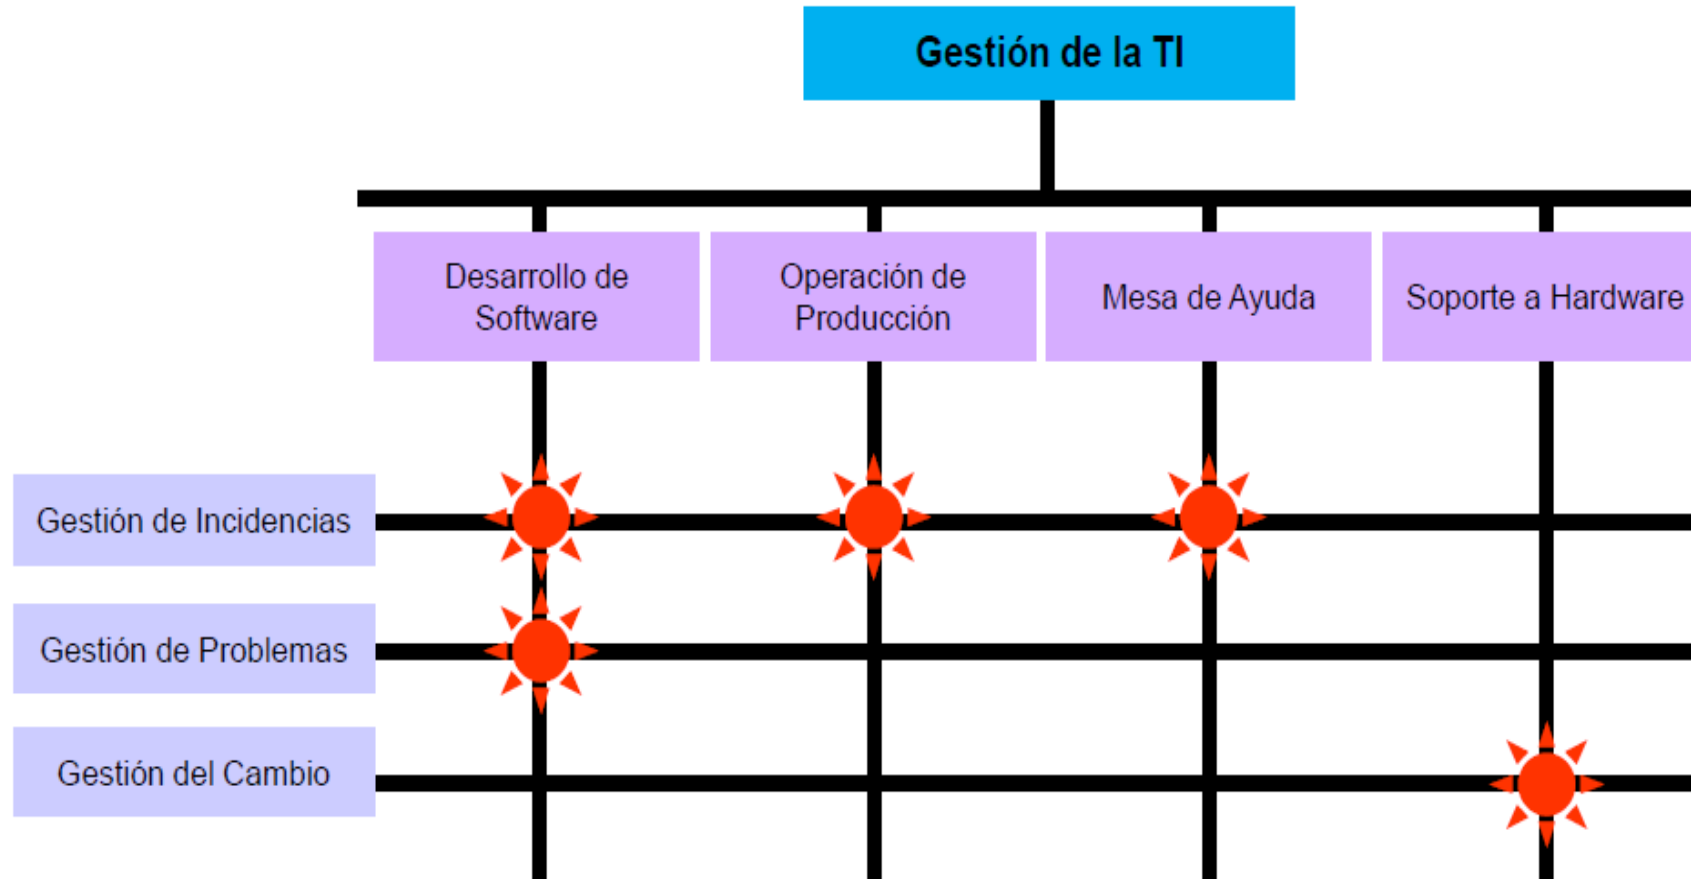 Gestión de la TI
Desarrollo de
Software
Operación de
Producción
Mesa de Ayuda
Soporte a Hardware
Gestión de Incidencias
Gestión de Problemas
Gestión del Cambio